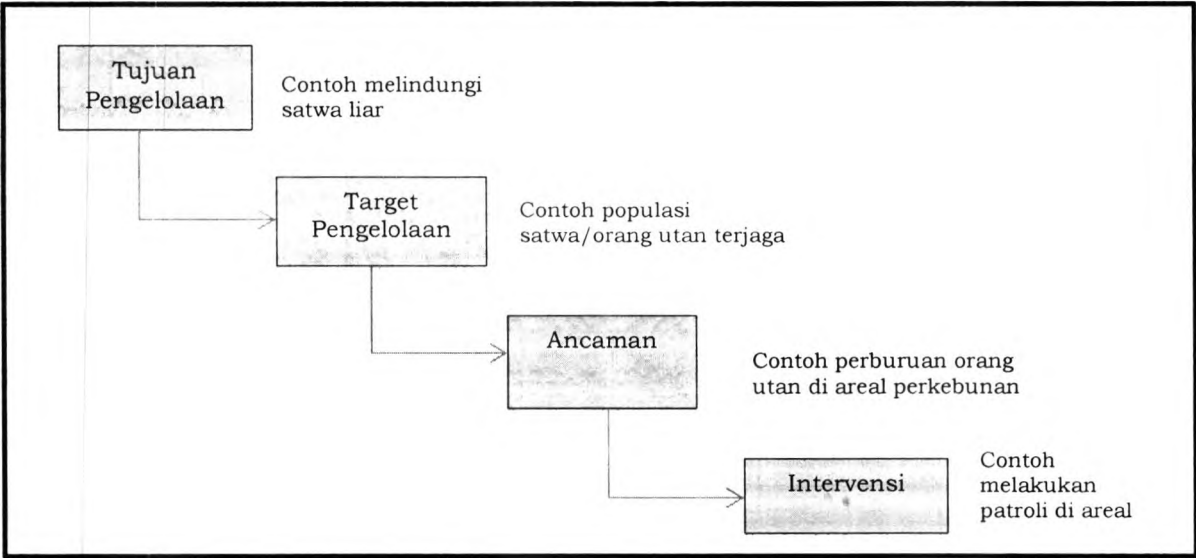 Tujuan
Pengelolaan
Contoh melindungi
satwa liar
Target
Pengelolaan
Contoh populasi
satwa/orang utan terjaga
Ancaman
Contoh perburuan orang
utan di areal perkebunan
Intervensi
Contoh
melakukan
patroli di areal